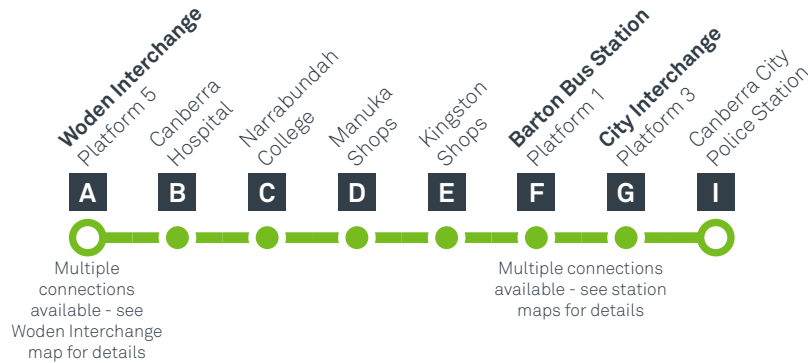 Woden Interchange
Platform 5
Canberra
Hospital
Narrabundah
College
Manuka
Shops
Kingston
Shops
Barton Bus Station
Platform 1
City Interchange
Platform 3
Canberra City
Police Station
A
B
C
D
E
F
G
I
Multiple
connections
available - see
Woden Interchange
map for details
Multiple connections
available - see station
maps for details